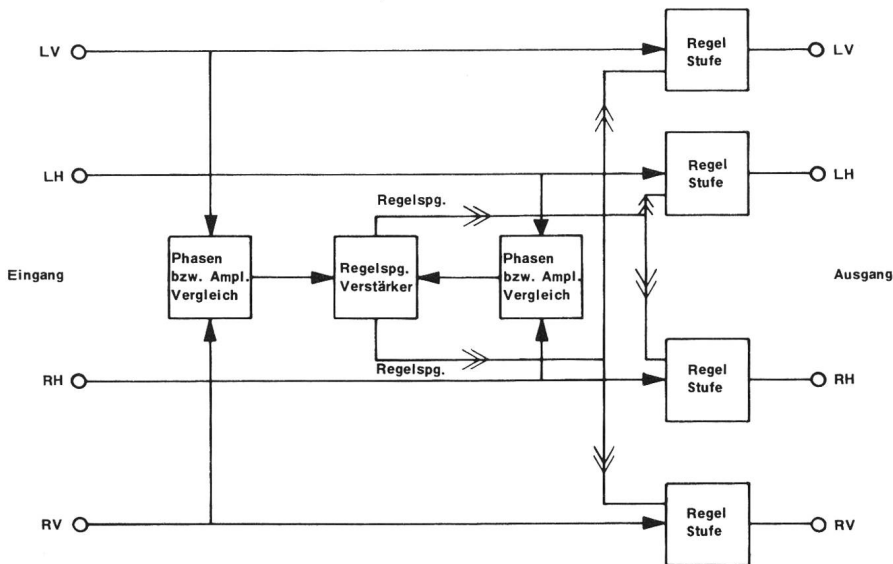 LV
Regel
Stufe
LV
LH
Regel
Stufe
LH
Regelspg.
Eingang
Phasen
bzw. Ampl.
Vergleich
Regelspg.
Verstärker
Phasen
bzw. Ampl.
Vergleich
Ausgang
Regelspg.
RH
Regel
Stufe
RH
RV
Regel
Stufe
RV